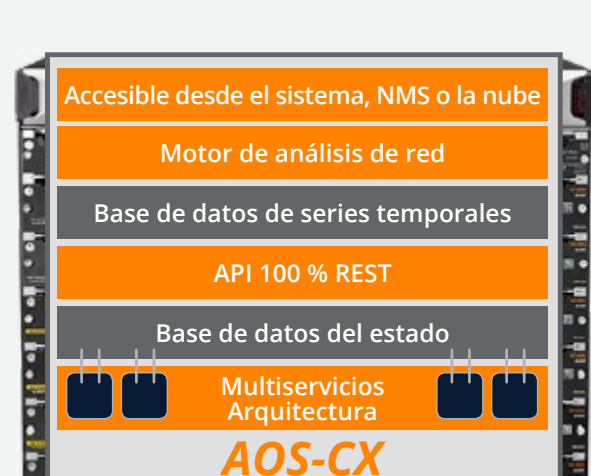 Accesible desde el sistema, NMS o la nube
Motor de análisis de red
Base de datos de series temporales
API 100 % REST
Base de datos del estado
Multiservicios
Arquitectura
AOS-CX